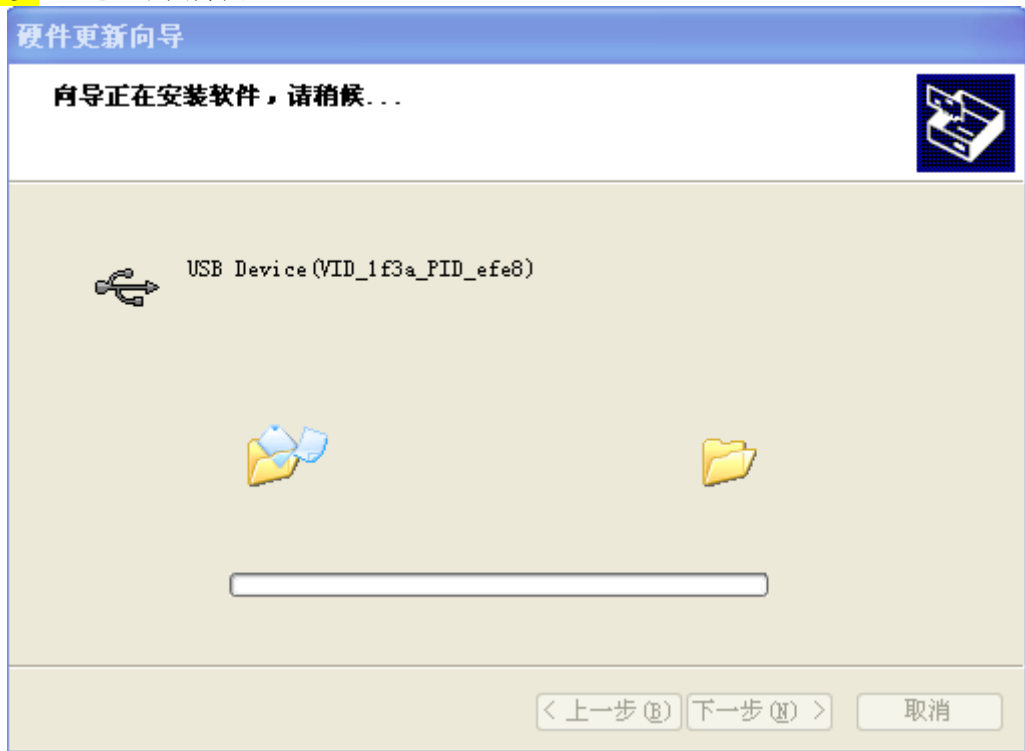 硬件更新向导
向导正在安装软件，请稍候...
USB Device(VID_1f3a_PID_efe8)
< 上一步(B) 下一步(N) > 取消